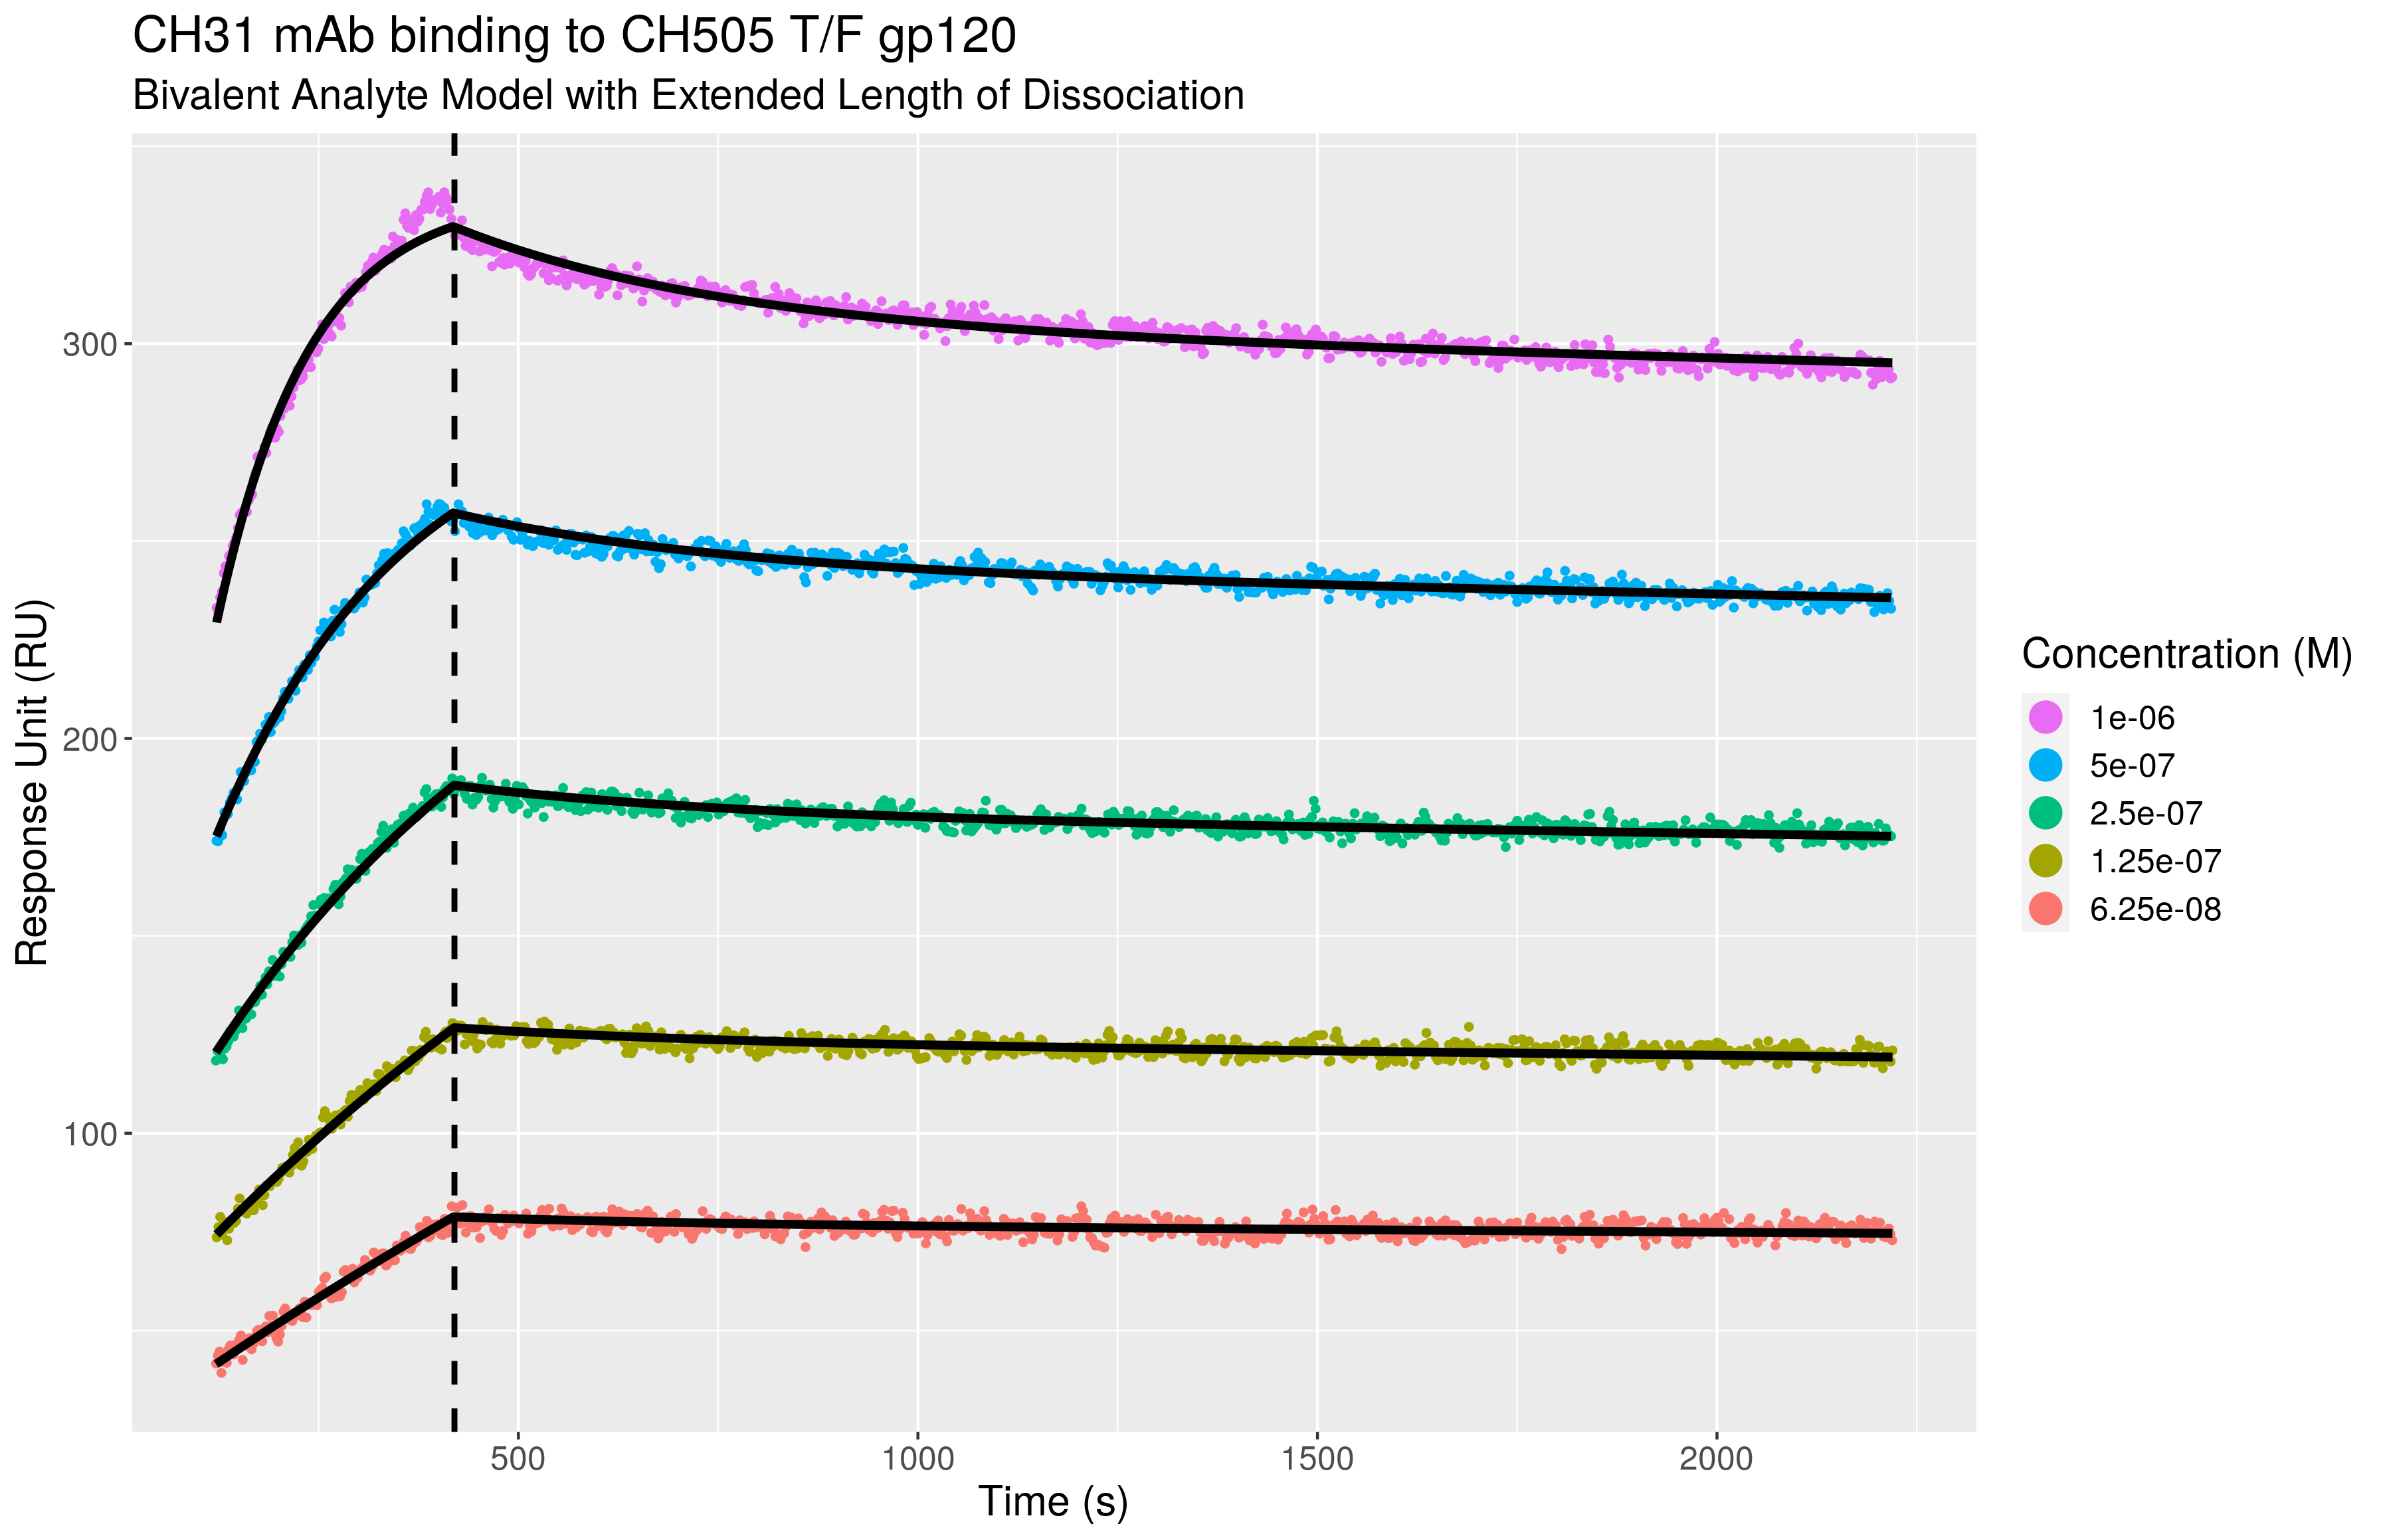 CH31 mAb binding to CH505 T/F gp120
Bivalent Analyte Model with Extended Length of Dissociation
Response Unit (RU)
300
200
100
500
1000
1500
2000
Time (s)
Concentration (M)
1e-06
5e-07
2.5e-07
1.25e-07
6.25e-08